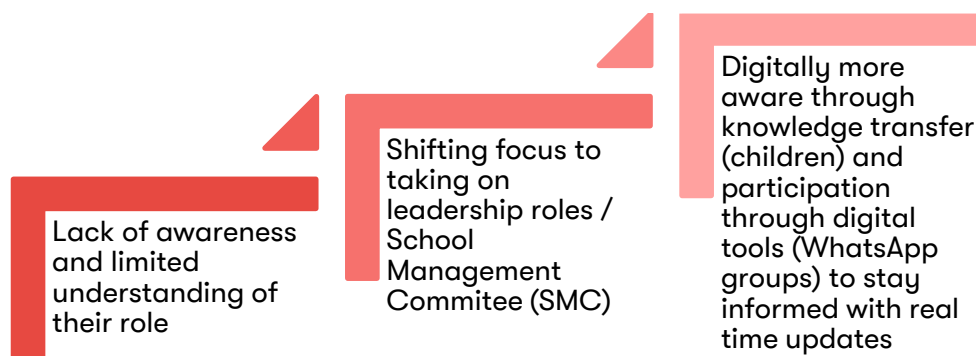 Lack of awareness
and limited
understanding of
their role
Shifting focus to
taking on
leadership roles /
School
Management
Commitee (SMC)
Digitally more
aware through
knowledge transfer
(children) and
participation
through digital
tools (WhatsApp
groups) to stay
informed with real
time updates